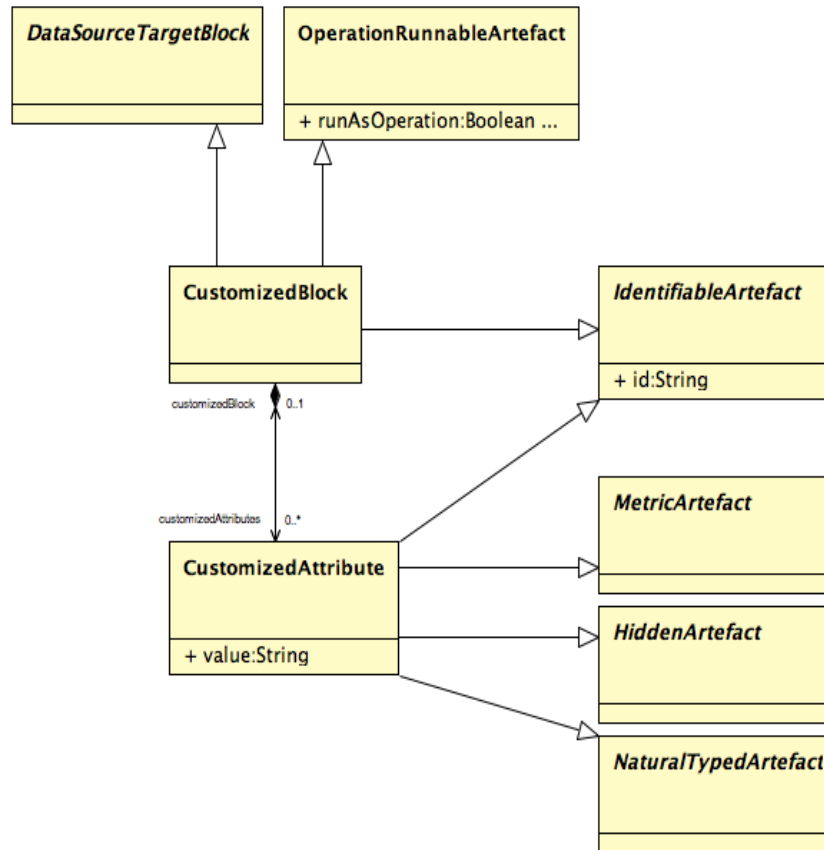 DataSourceTargetBlock
OperationRunnableArtefact
+ runAsOperation:Boolean ...
CustomizedBlock
IdentifiableArtefact
+ id:String
customizedBlock 0..1
customizedAttributes 0..*
CustomizedAttribute
+ value:String
MetricArtefact
HiddenArtefact
NaturalTypedArtefact